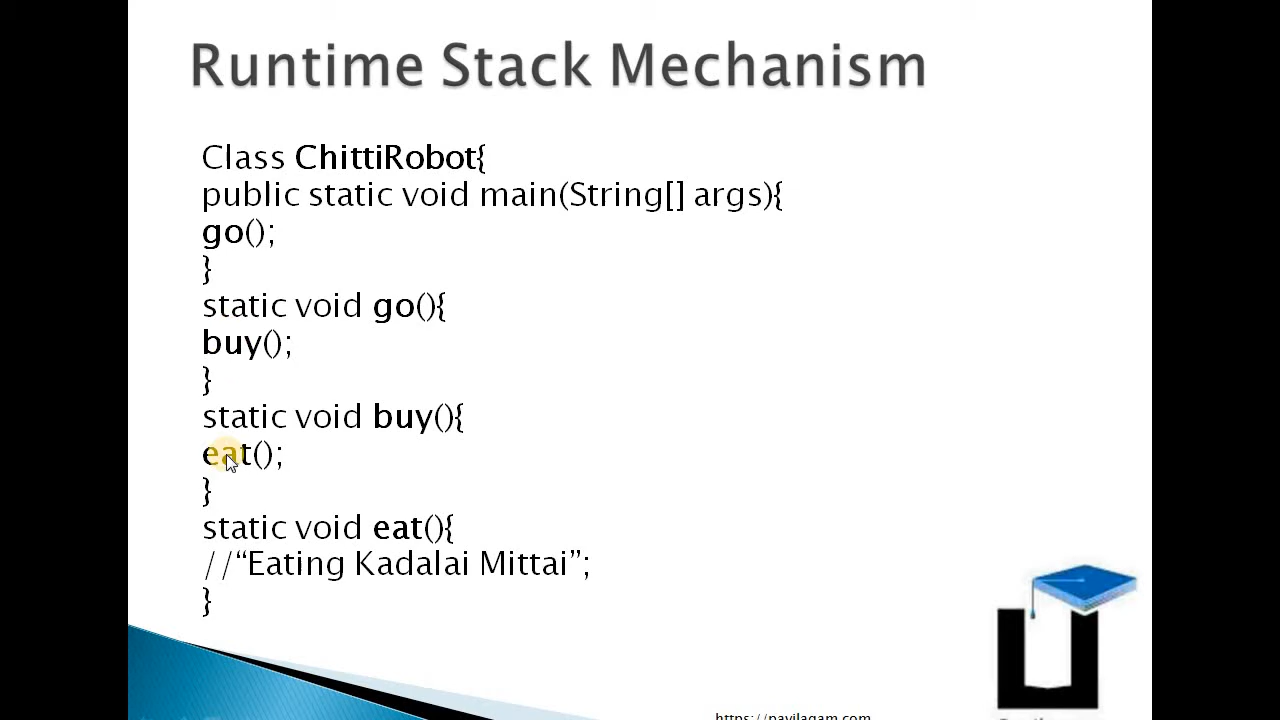 Runtime Stack Mechanism
Class ChittiRobot{
public static void main(String[] args){
go();
}
static void go(){
buy();
}
static void buy(){
eat();
}
static void eat(){
//“Eating Kadalai Mittai”;
}
https://payilagam.com